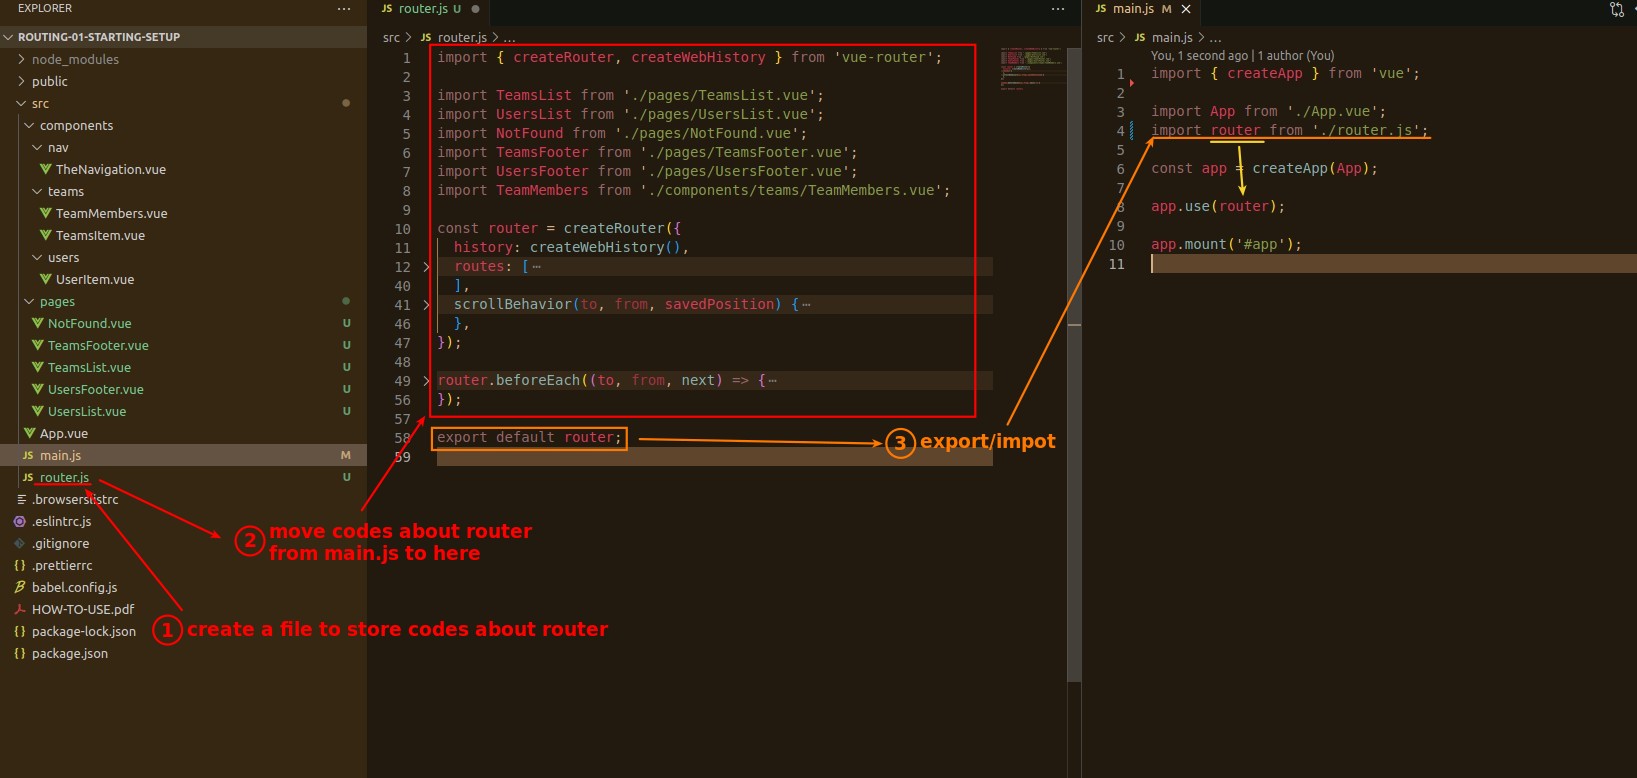 EXPLORER
ROUTING-01-STARTING-SETUP
node_modules
public
src
components
nav
TheNavigation.vue
teams
TeamMembers.vue
TeamsItem.vue
users
UserItem.vue
pages
NotFound.vue U
TeamsFooter.vue U
TeamsList.vue U
UsersFooter.vue U
UsersList.vue U
App.vue
JS main.js M
JS router.js U
.browserslistrc
.eslintrc.js
.gitignore
{ } .prettierrc
babel.config.js
HOW-TO-USE.pdf
{ } package-lock.json
{ } package.json
1 create a file to store codes about router
2 move codes about router
from main.js to here
JS router.js U
src > JS router.js > ...
1 import { createRouter, createWebHistory } from 'vue-router';
2
3 import TeamsList from './pages/TeamsList.vue';
4 import UsersList from './pages/UsersList.vue';
5 import NotFound from './pages/NotFound.vue';
6 import TeamsFooter from './pages/TeamsFooter.vue';
7 import UsersFooter from './pages/UsersFooter.vue';
8 import TeamMembers from './components/teams/TeamMembers.vue';
9
10 const router = createRouter({
11 history: createWebHistory(),
12 routes: [⋯
40 ],
41 scrollBehavior(to, from, savedPosition) {⋯
46 },
47 });
48
49 router.beforeEach((to, from, next) => {⋯
56 });
57
58 export default router;
59
3 export/impot
JS main.js M
src > JS main.js > ...
You, 1 second ago | 1 author (You)
1 import { createApp } from 'vue';
2
3 import App from './App.vue';
4 import router from './router.js';
5
6 const app = createApp(App);
7
8 app.use(router);
9
10 app.mount('#app');
11